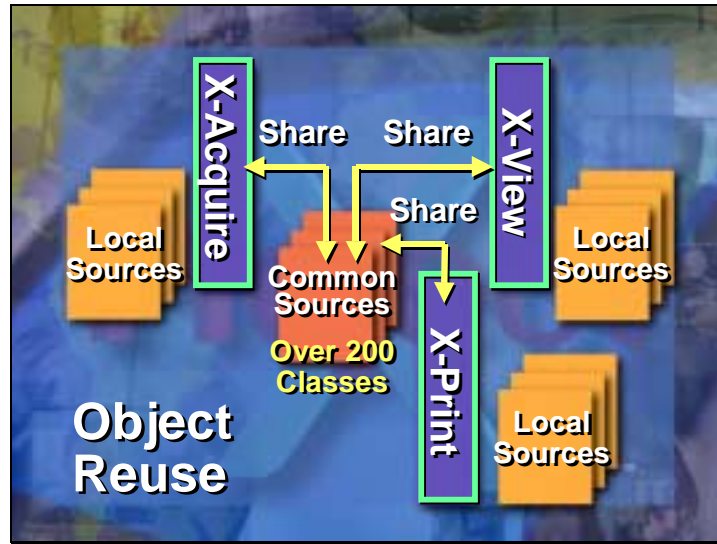 X-Acquire
Share
Share
X-View
Local
Sources
Share
Local
Sources
Common
Sources
Over 200
Classes
X-Print
Object
Reuse
Local
Sources